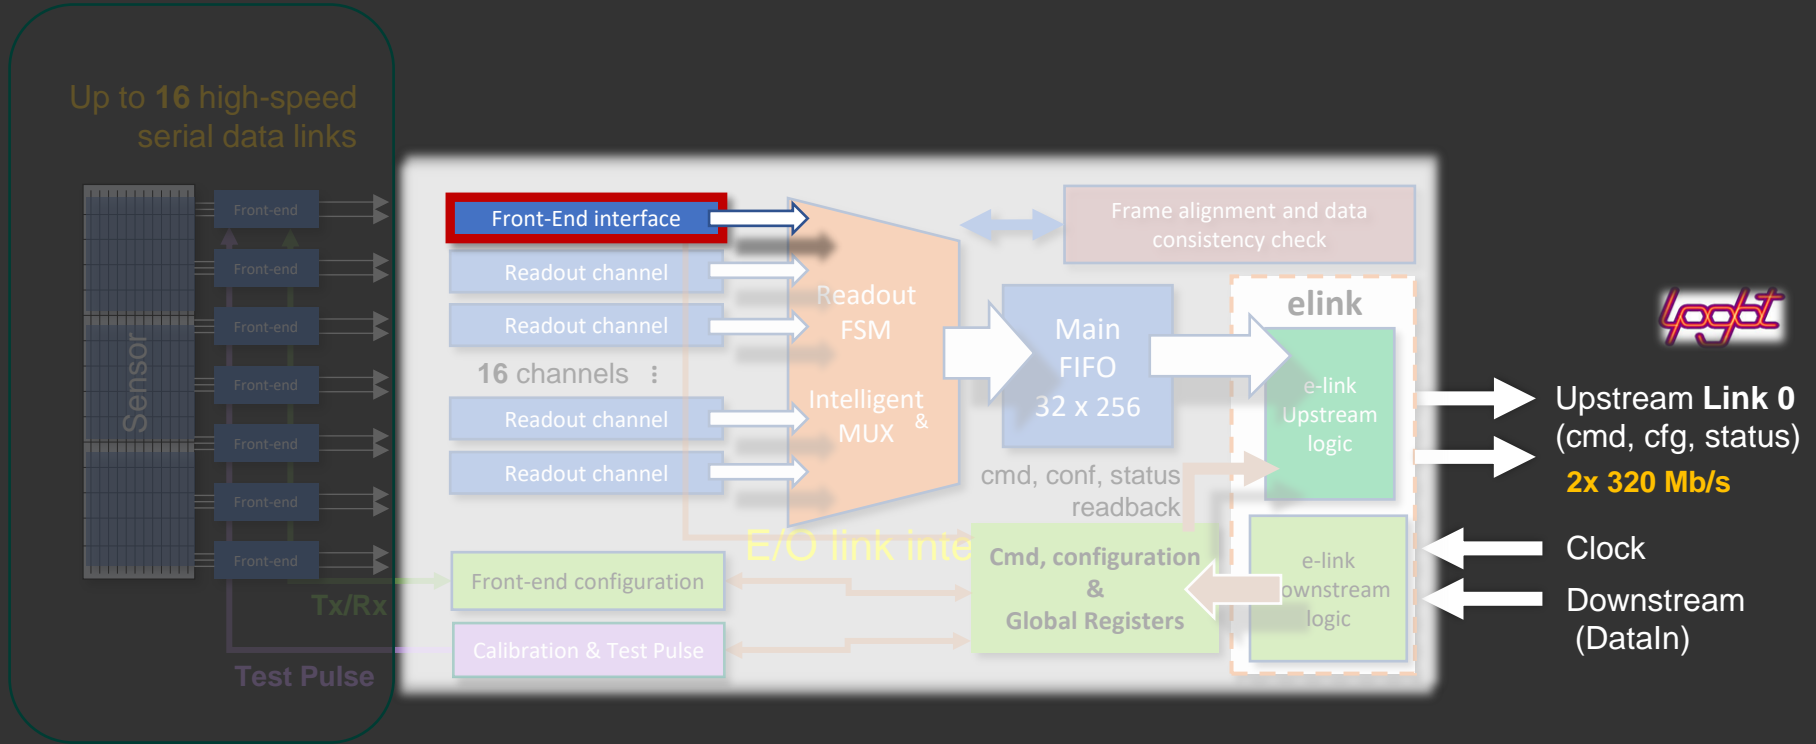 Up to 16 high-speed
serial data links
Sensor
Front-end
Front-end
Front-end
Front-end
Front-end
Front-end
Front-end
Tx/Rx
Test Pulse
Front-End interface
Readout channel
Readout channel
16 channels ⋮
Readout channel
Readout channel
Front-end configuration
Calibration & Test Pulse
Readout
FSM
&
Intelligent
MUX
Frame alignment and data
consistency check
Main
FIFO
32 x 256
cmd, conf, status
readback
E/O link inte
Cmd, configuration
&
Global Registers
elink
e-link
Upstream
logic
e-link
ownstream
logic
lpgbt
Upstream Link 0
(cmd, cfg, status)
2x 320 Mb/s
Clock
Downstream
(DataIn)